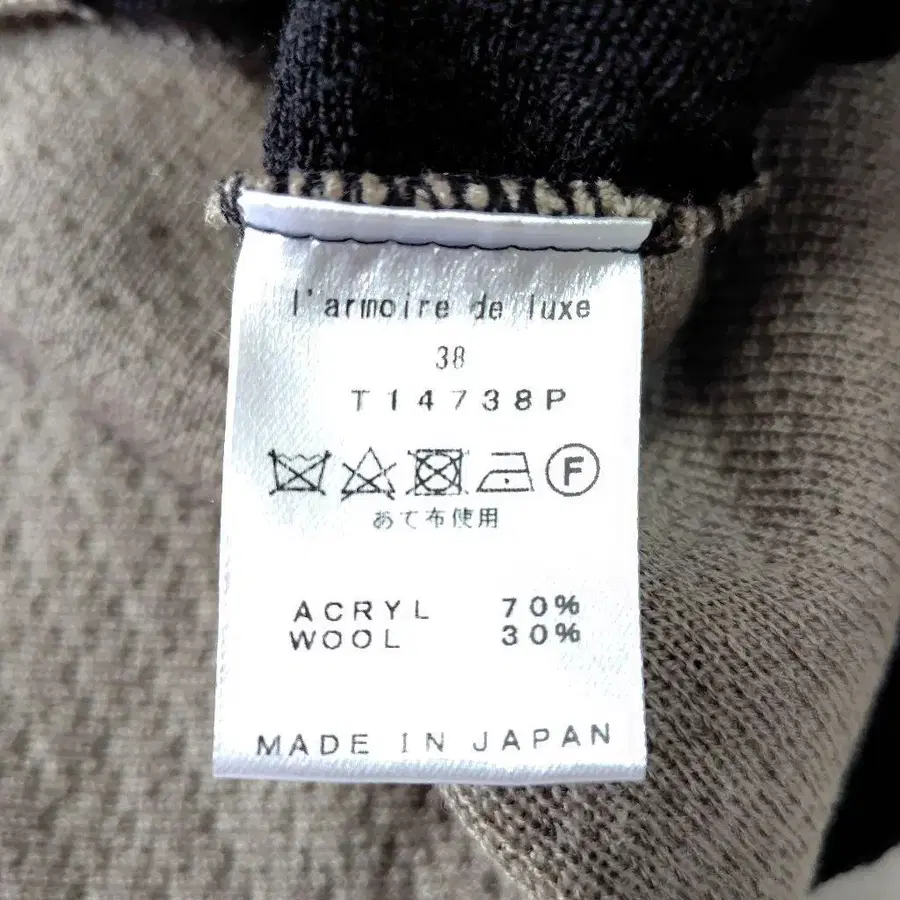 l'armoire de luxe
38
T14738P
F
あて布使用
ACRYL 70%
WOOL 30%
MADE IN JAPAN